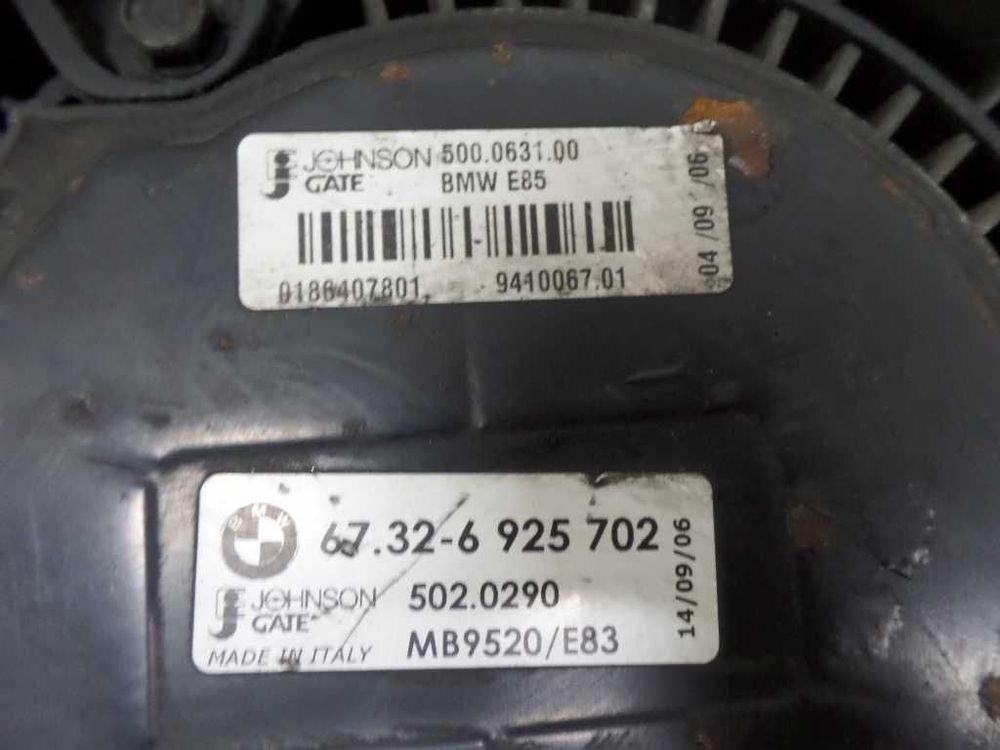 JOHNSON 500.0631.00
GATE BMW E85
0186407801 9410067.01
04 /09 /06
BMW
67.32-6 925 702
JOHNSON 502.0290
GATE
MB9520/E83
MADE IN ITALY
14/09/06